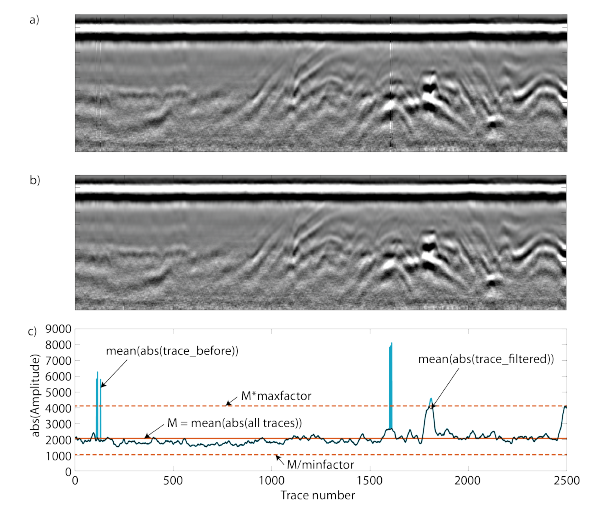 a)
b)
c)
9000
8000
7000
6000
5000
4000
3000
2000
1000
0
abs(Amplitude)
mean(abs(trace_before))
mean(abs(trace_filtered))
M*maxfactor
M = mean(abs(all traces))
M/minfactor
0 500 1000 1500 2000 2500
Trace number